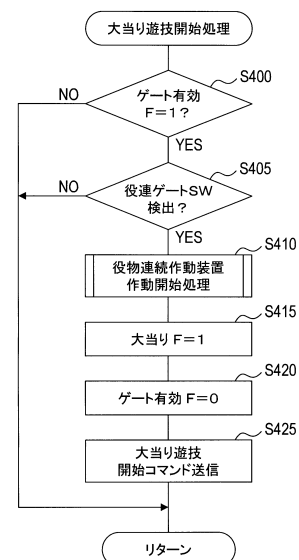 大当り遊技開始処理
S400
ゲート有効
F=1?
NO
YES
S405
役連ゲートSW
検出?
NO
YES
S410
役物連続作動装置
作動開始処理
S415
大当り F=1
S420
ゲート有効 F=0
S425
大当り遊技
開始コマンド送信
リターン